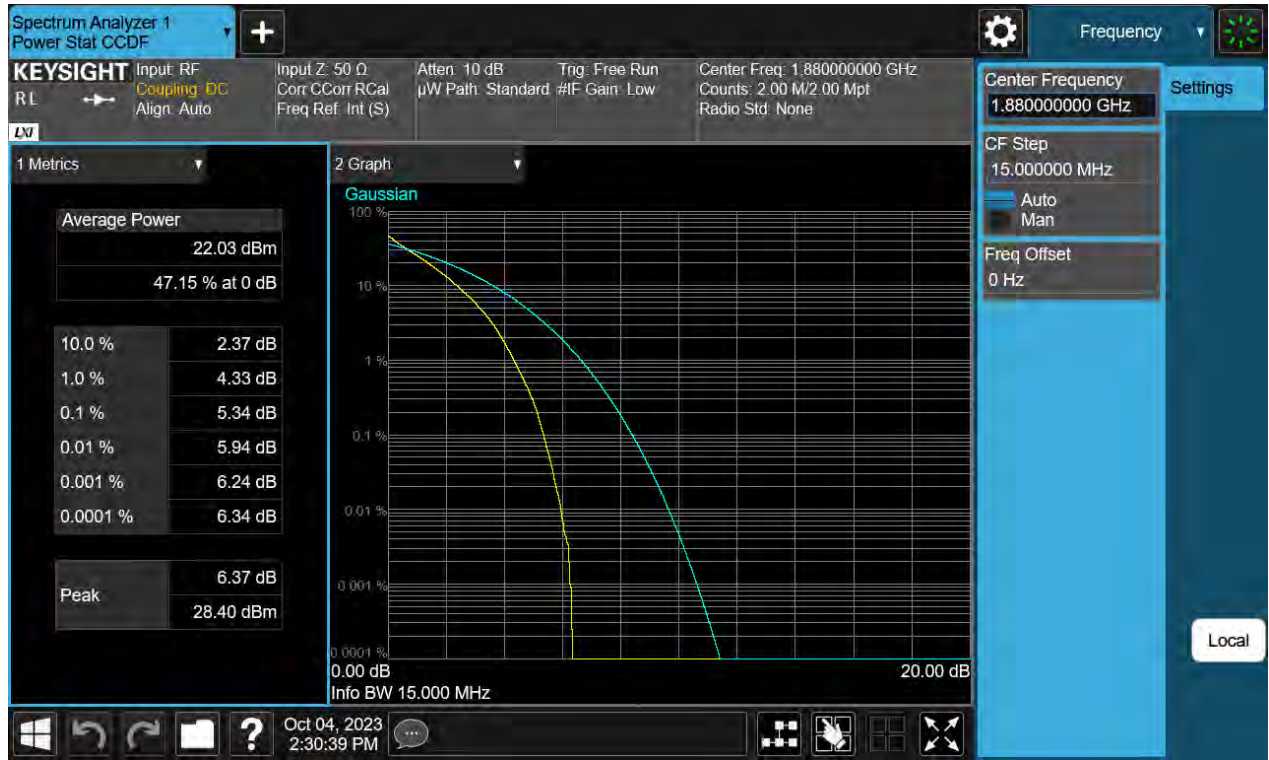 Spectrum Analyzer 1
Power Stat CCDF
Frequency
KEYSIGHT
RL
LXI
Input: RF
Coupling: DC
Align: Auto
Input Z: 50 Ω
Corr CCorr RCal
Freq Ref: Int (S)
Atten: 10 dB
µW Path: Standard
Trig: Free Run
#IF Gain: Low
Center Freq: 1.880000000 GHz
Counts: 2.00 M/2.00 Mpt
Radio Std: None
Center Frequency
1.880000000 GHz
Settings
CF Step
15.000000 MHz
Auto
Man
Freq Offset
0 Hz
1 Metrics
Average Power
22.03 dBm
47.15 % at 0 dB
10.0 % 2.37 dB
1.0 % 4.33 dB
0.1 % 5.34 dB
0.01 % 5.94 dB
0.001 % 6.24 dB
0.0001 % 6.34 dB
Peak
6.37 dB
28.40 dBm
2 Graph
Gaussian
100 %
10 %
1 %
0.1 %
0.01 %
0.001 %
0.0001 %
0.00 dB 20.00 dB
Info BW 15.000 MHz
Local
?
Oct 04, 2023
2:30:39 PM